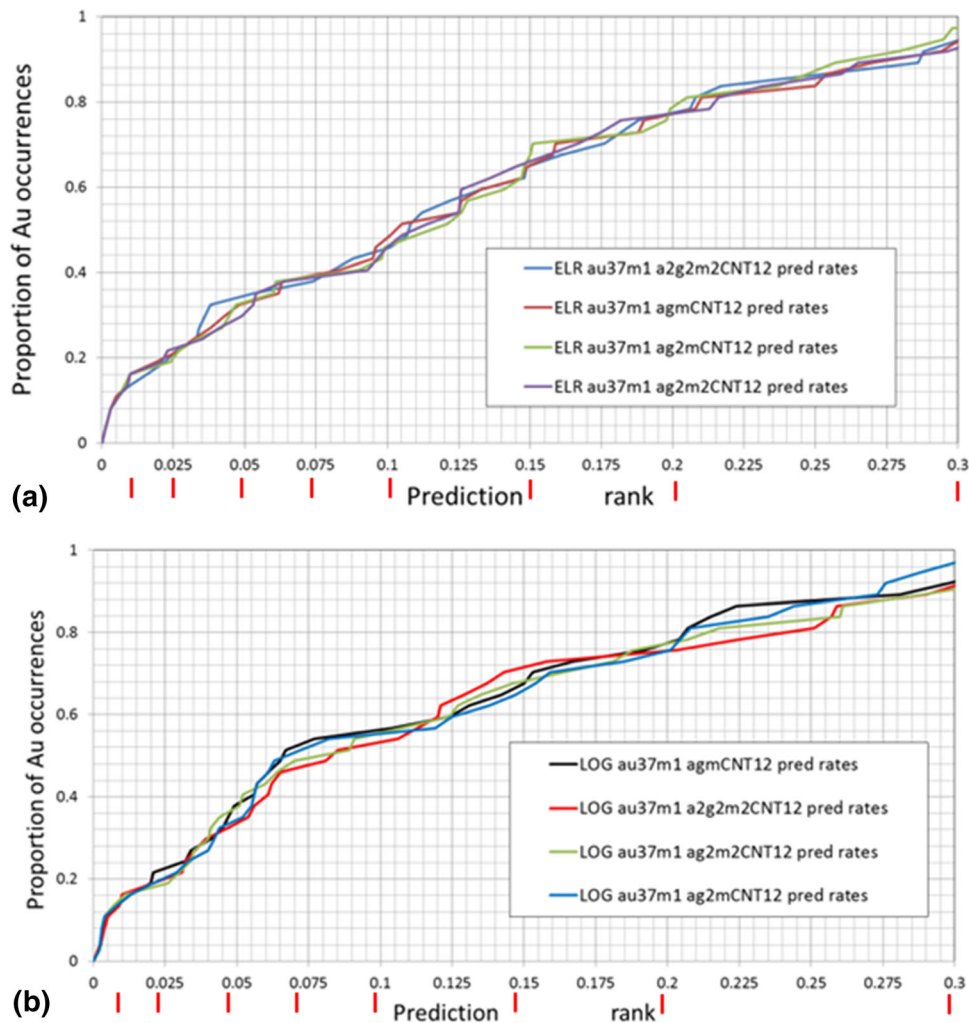 1
0.8
0.6
0.4
0.2
0
Proportion of Au occurrences
ELR au37m1 a2g2m2CNT12 pred rates
ELR au37m1 agmCNT12 pred rates
ELR au37m1 ag2mCNT12 pred rates
ELR au37m1 ag2m2CNT12 pred rates
0 0.025 0.05 0.075 0.1 0.125 0.15 0.175 0.2 0.225 0.25 0.275 0.3
(a)
Prediction rank
1
0.8
0.6
0.4
0.2
0
Proportion of Au occurrences
LOG au37m1 agmCNT12 pred rates
LOG au37m1 a2g2m2CNT12 pred rates
LOG au37m1 ag2m2CNT12 pred rates
LOG au37m1 ag2mCNT12 pred rates
0 0.025 0.05 0.075 0.1 0.125 0.15 0.175 0.2 0.225 0.25 0.275 0.3
(b)
Prediction rank